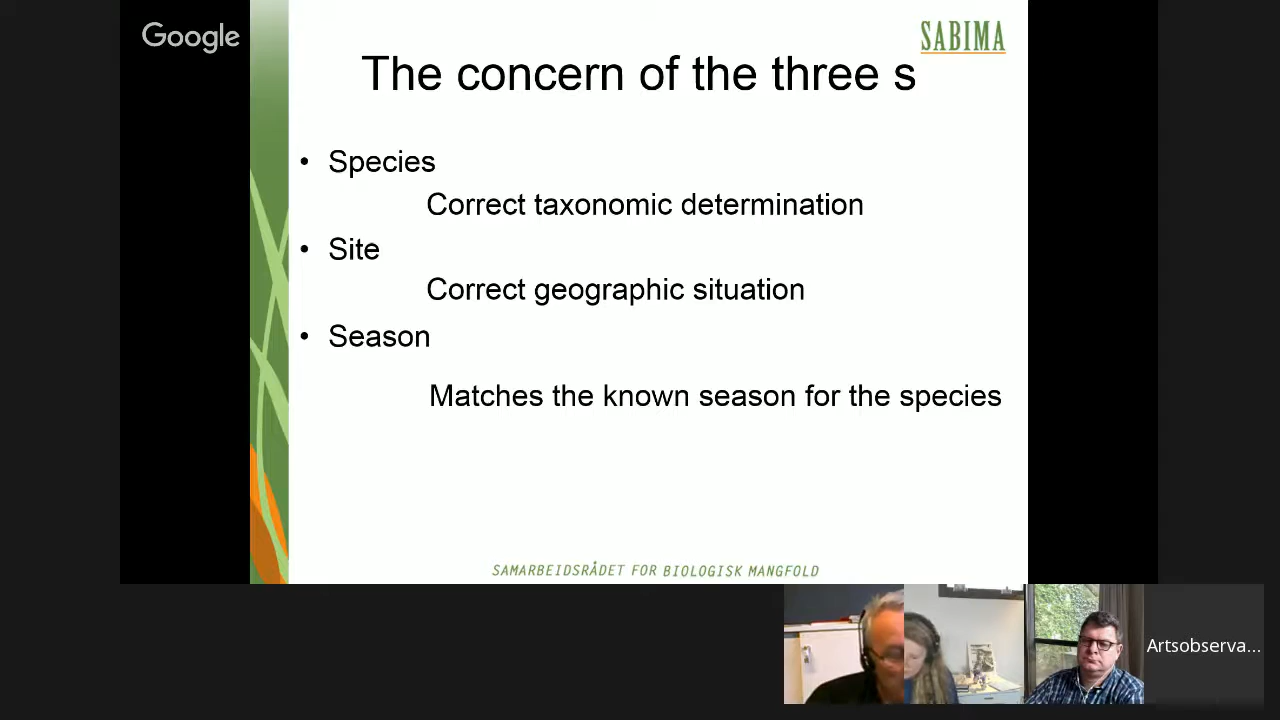 Google
SABIMA
The concern of the three s
• Species
Correct taxonomic determination
• Site
Correct geographic situation
• Season
Matches the known season for the species
SAMARBEIDSRÅDET FOR BIOLOGISK MANGFOLD
Artsobserva...